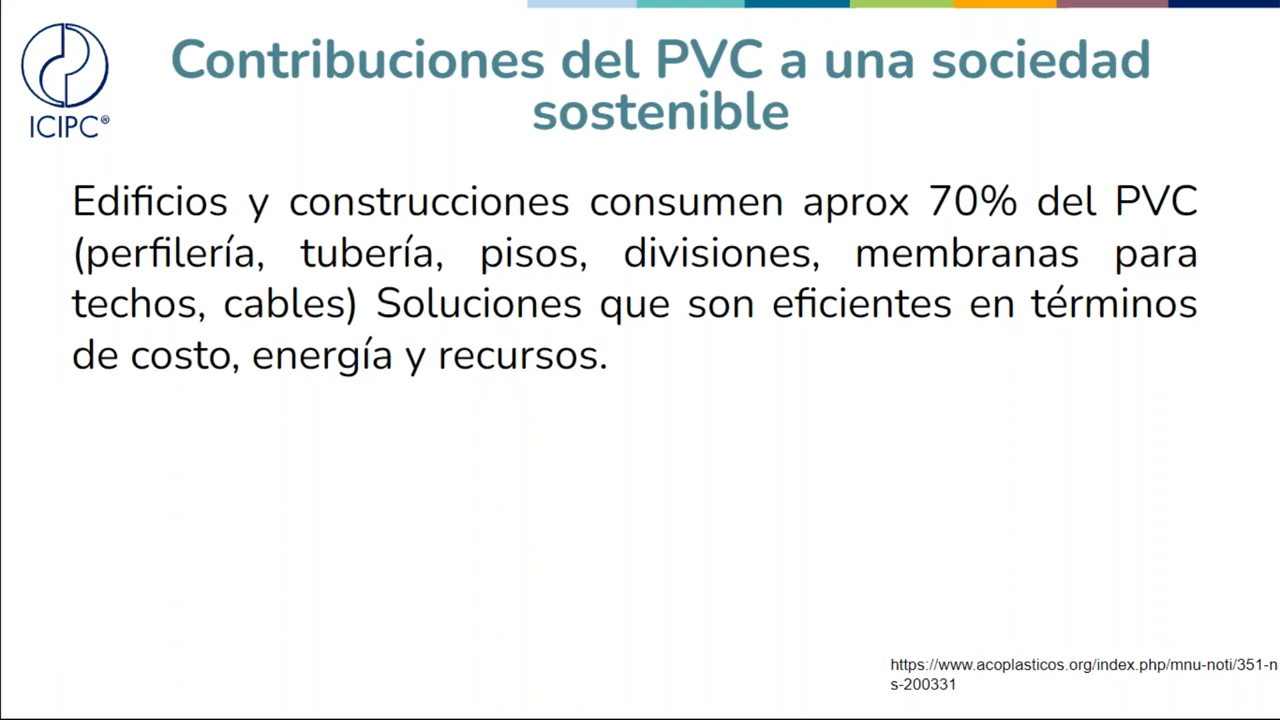 Contribuciones del PVC a una sociedad
sostenible
ICIPC®
Edificios y construcciones consumen aprox 70% del PVC
(perfilería, tubería, pisos, divisiones, membranas para
techos, cables) Soluciones que son eficientes en términos
de costo, energía y recursos.
https://www.acoplasticos.org/index.php/mnu-noti/351-n
s-200331